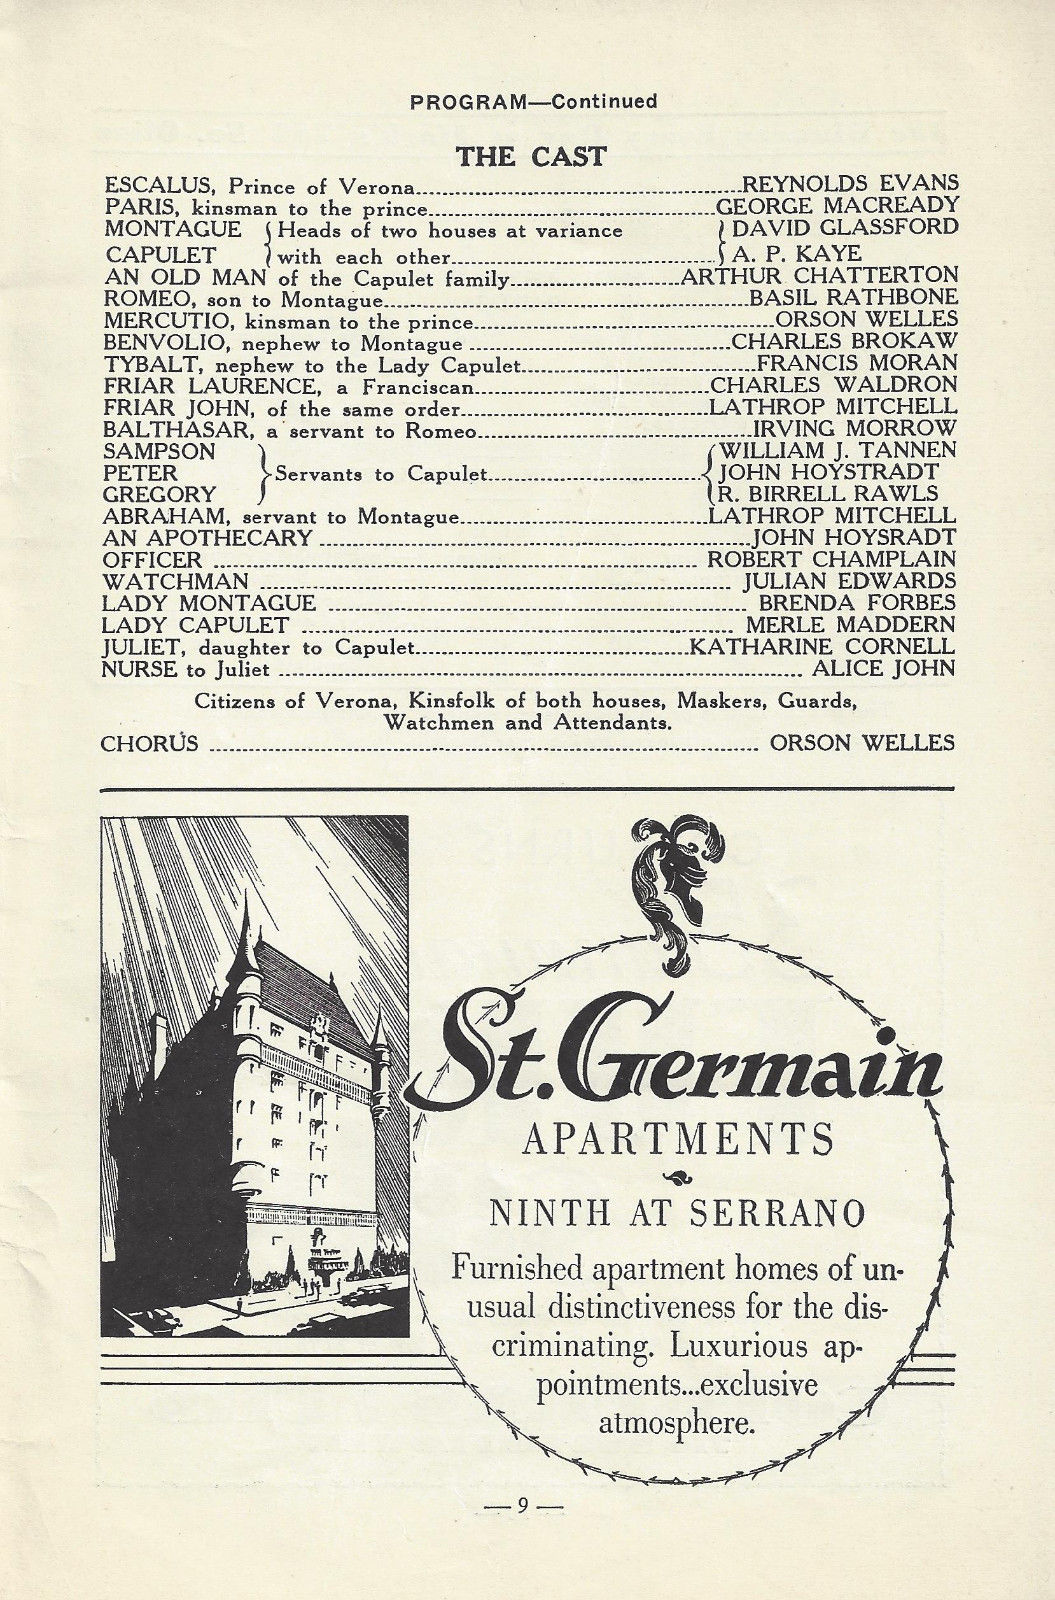 PROGRAM—Continued
THE CAST
ESCALUS, Prince of Verona........REYNOLDS EVANS
PARIS, kinsman to the prince........GEORGE MACREADY
MONTAGUE { Heads of two houses at variance } DAVID GLASSFORD
CAPULET { with each other........} A. P. KAYE
AN OLD MAN of the Capulet family........ARTHUR CHATTERTON
ROMEO, son to Montague........BASIL RATHBONE
MERCUTIO, kinsman to the prince........ORSON WELLES
BENVOLIO, nephew to Montague ........CHARLES BROKAW
TYBALT, nephew to the Lady Capulet........FRANCIS MORAN
FRIAR LAURENCE, a Franciscan........CHARLES WALDRON
FRIAR JOHN, of the same order........LATHROP MITCHELL
BALTHASAR, a servant to Romeo........IRVING MORROW
SAMPSON WILLIAM J. TANNEN
PETER } Servants to Capulet........{ JOHN HOYSTRADT
GREGORY R. BIRRELL RAWLS
ABRAHAM, servant to Montague........LATHROP MITCHELL
AN APOTHECARY ........JOHN HOYSRADT
OFFICER ........ ROBERT CHAMPLAIN
WATCHMAN ........ JULIAN EDWARDS
LADY MONTAGUE ........ BRENDA FORBES
LADY CAPULET ........ MERLE MADDERN
JULIET, daughter to Capulet........KATHARINE CORNELL
NURSE to Juliet ........ ALICE JOHN
Citizens of Verona, Kinsfolk of both houses, Maskers, Guards,
Watchmen and Attendants.
CHORUS ........ ORSON WELLES
St. Germain
APARTMENTS
NINTH AT SERRANO
Furnished apartment homes of un-
usual distinctiveness for the dis-
criminating. Luxurious ap-
pointments...exclusive
atmosphere.
— 9 —